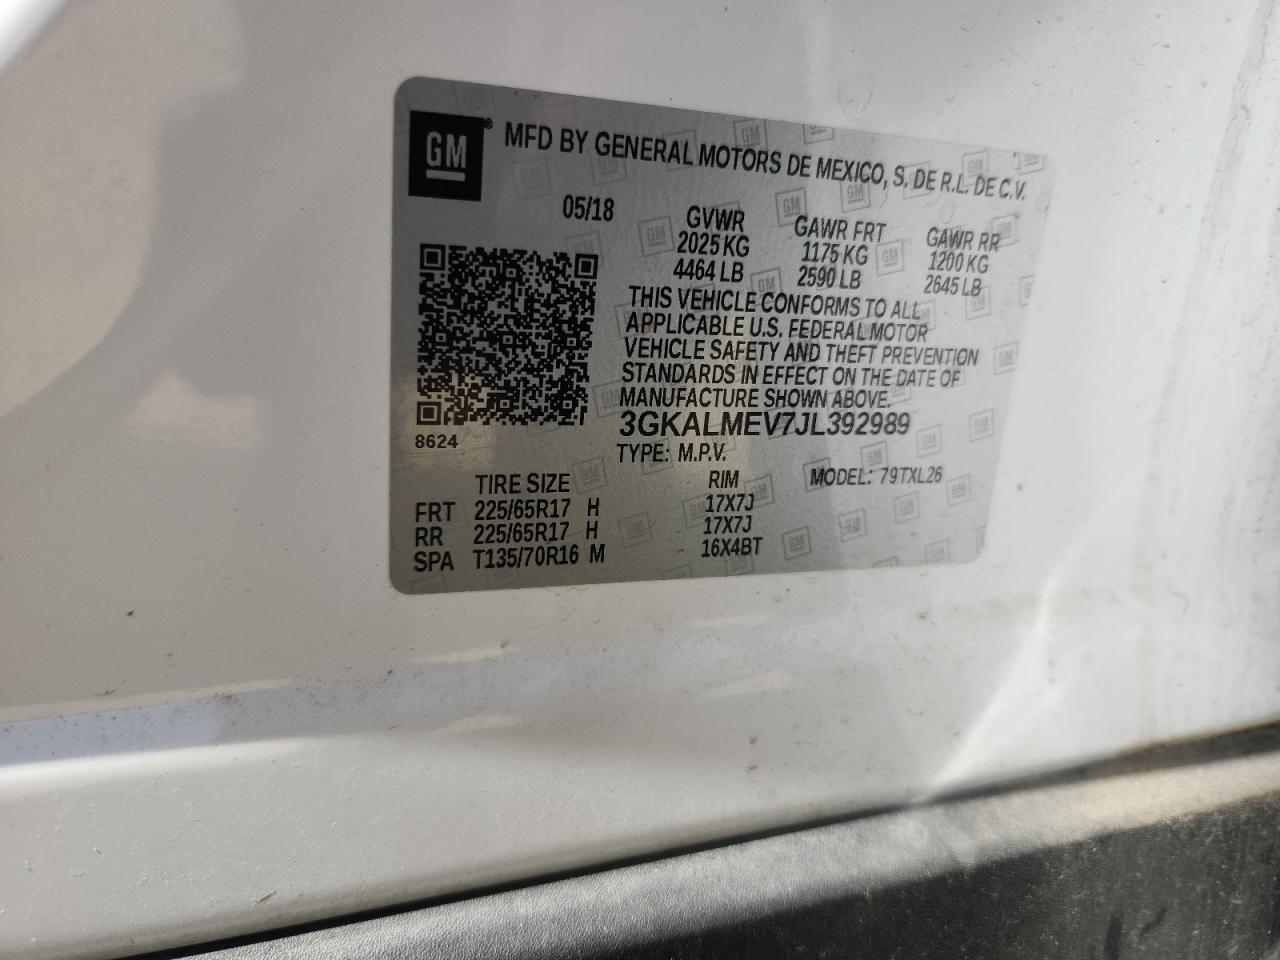 GM® MFD BY GENERAL MOTORS DE MEXICO, S. DE R.L. DE C.V.
05/18 GVWR GAWR FRT GAWR RR
2025 KG 1175 KG 1200 KG
4464 LB 2590 LB 2645 LB
THIS VEHICLE CONFORMS TO ALL
APPLICABLE U.S. FEDERAL MOTOR
VEHICLE SAFETY AND THEFT PREVENTION
STANDARDS IN EFFECT ON THE DATE OF
MANUFACTURE SHOWN ABOVE.
3GKALMEV7JL392989
8624
TYPE: M.P.V. MODEL: 79TXL26
TIRE SIZE RIM
FRT 225/65R17 H 17X7J
RR 225/65R17 H 17X7J
SPA T135/70R16 M 16X4BT